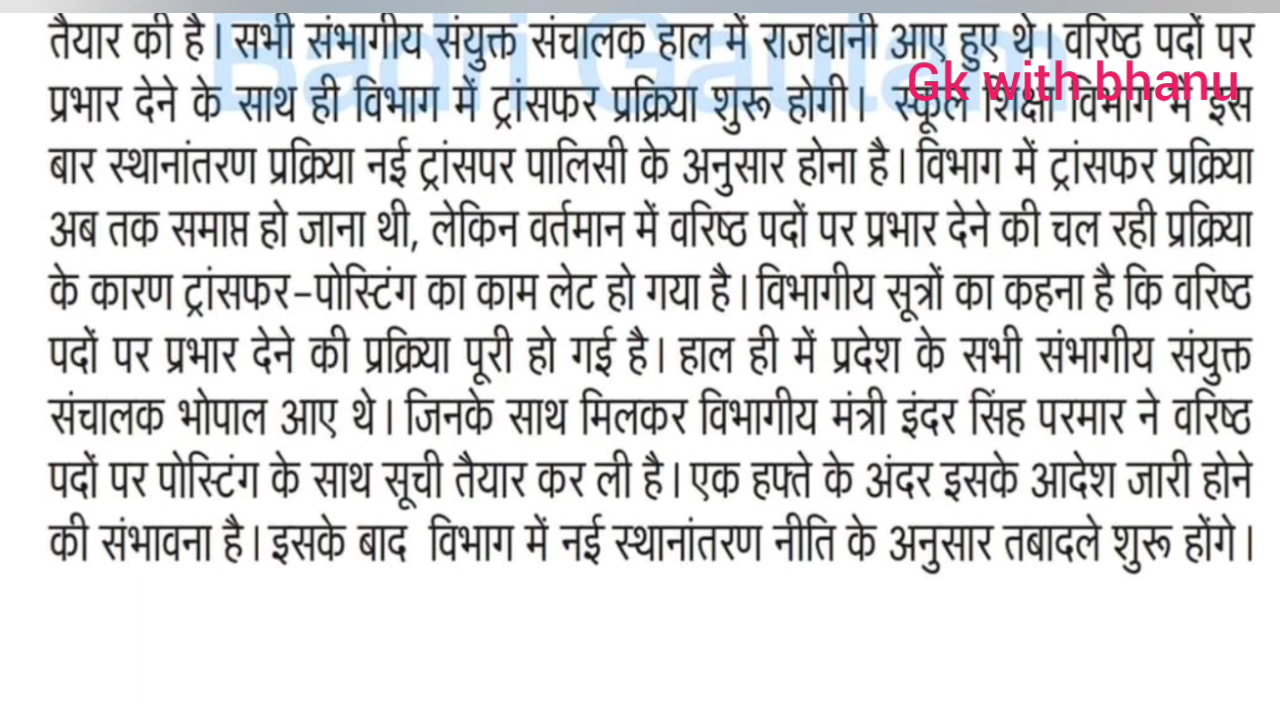 तैयार की है। सभी संभागीय संयुक्त संचालक हाल में राजधानी आए हुए थे। वरिष्ठ पदों पर
Badri Gautam
Gk with bhanu
प्रभार देने के साथ ही विभाग में ट्रांसफर प्रक्रिया शुरू होगी। स्कूल शिक्षा विभाग में इस
बार स्थानांतरण प्रक्रिया नई ट्रांसपर पालिसी के अनुसार होना है। विभाग में ट्रांसफर प्रक्रिया
अब तक समाप्त हो जाना थी, लेकिन वर्तमान में वरिष्ठ पदों पर प्रभार देने की चल रही प्रक्रिया
के कारण ट्रांसफर-पोस्टिंग का काम लेट हो गया है। विभागीय सूत्रों का कहना है कि वरिष्ठ
पदों पर प्रभार देने की प्रक्रिया पूरी हो गई है। हाल ही में प्रदेश के सभी संभागीय संयुक्त
संचालक भोपाल आए थे। जिनके साथ मिलकर विभागीय मंत्री इंदर सिंह परमार ने वरिष्ठ
पदों पर पोस्टिंग के साथ सूची तैयार कर ली है। एक हफ्ते के अंदर इसके आदेश जारी होने
की संभावना है। इसके बाद विभाग में नई स्थानांतरण नीति के अनुसार तबादले शुरू होंगे।